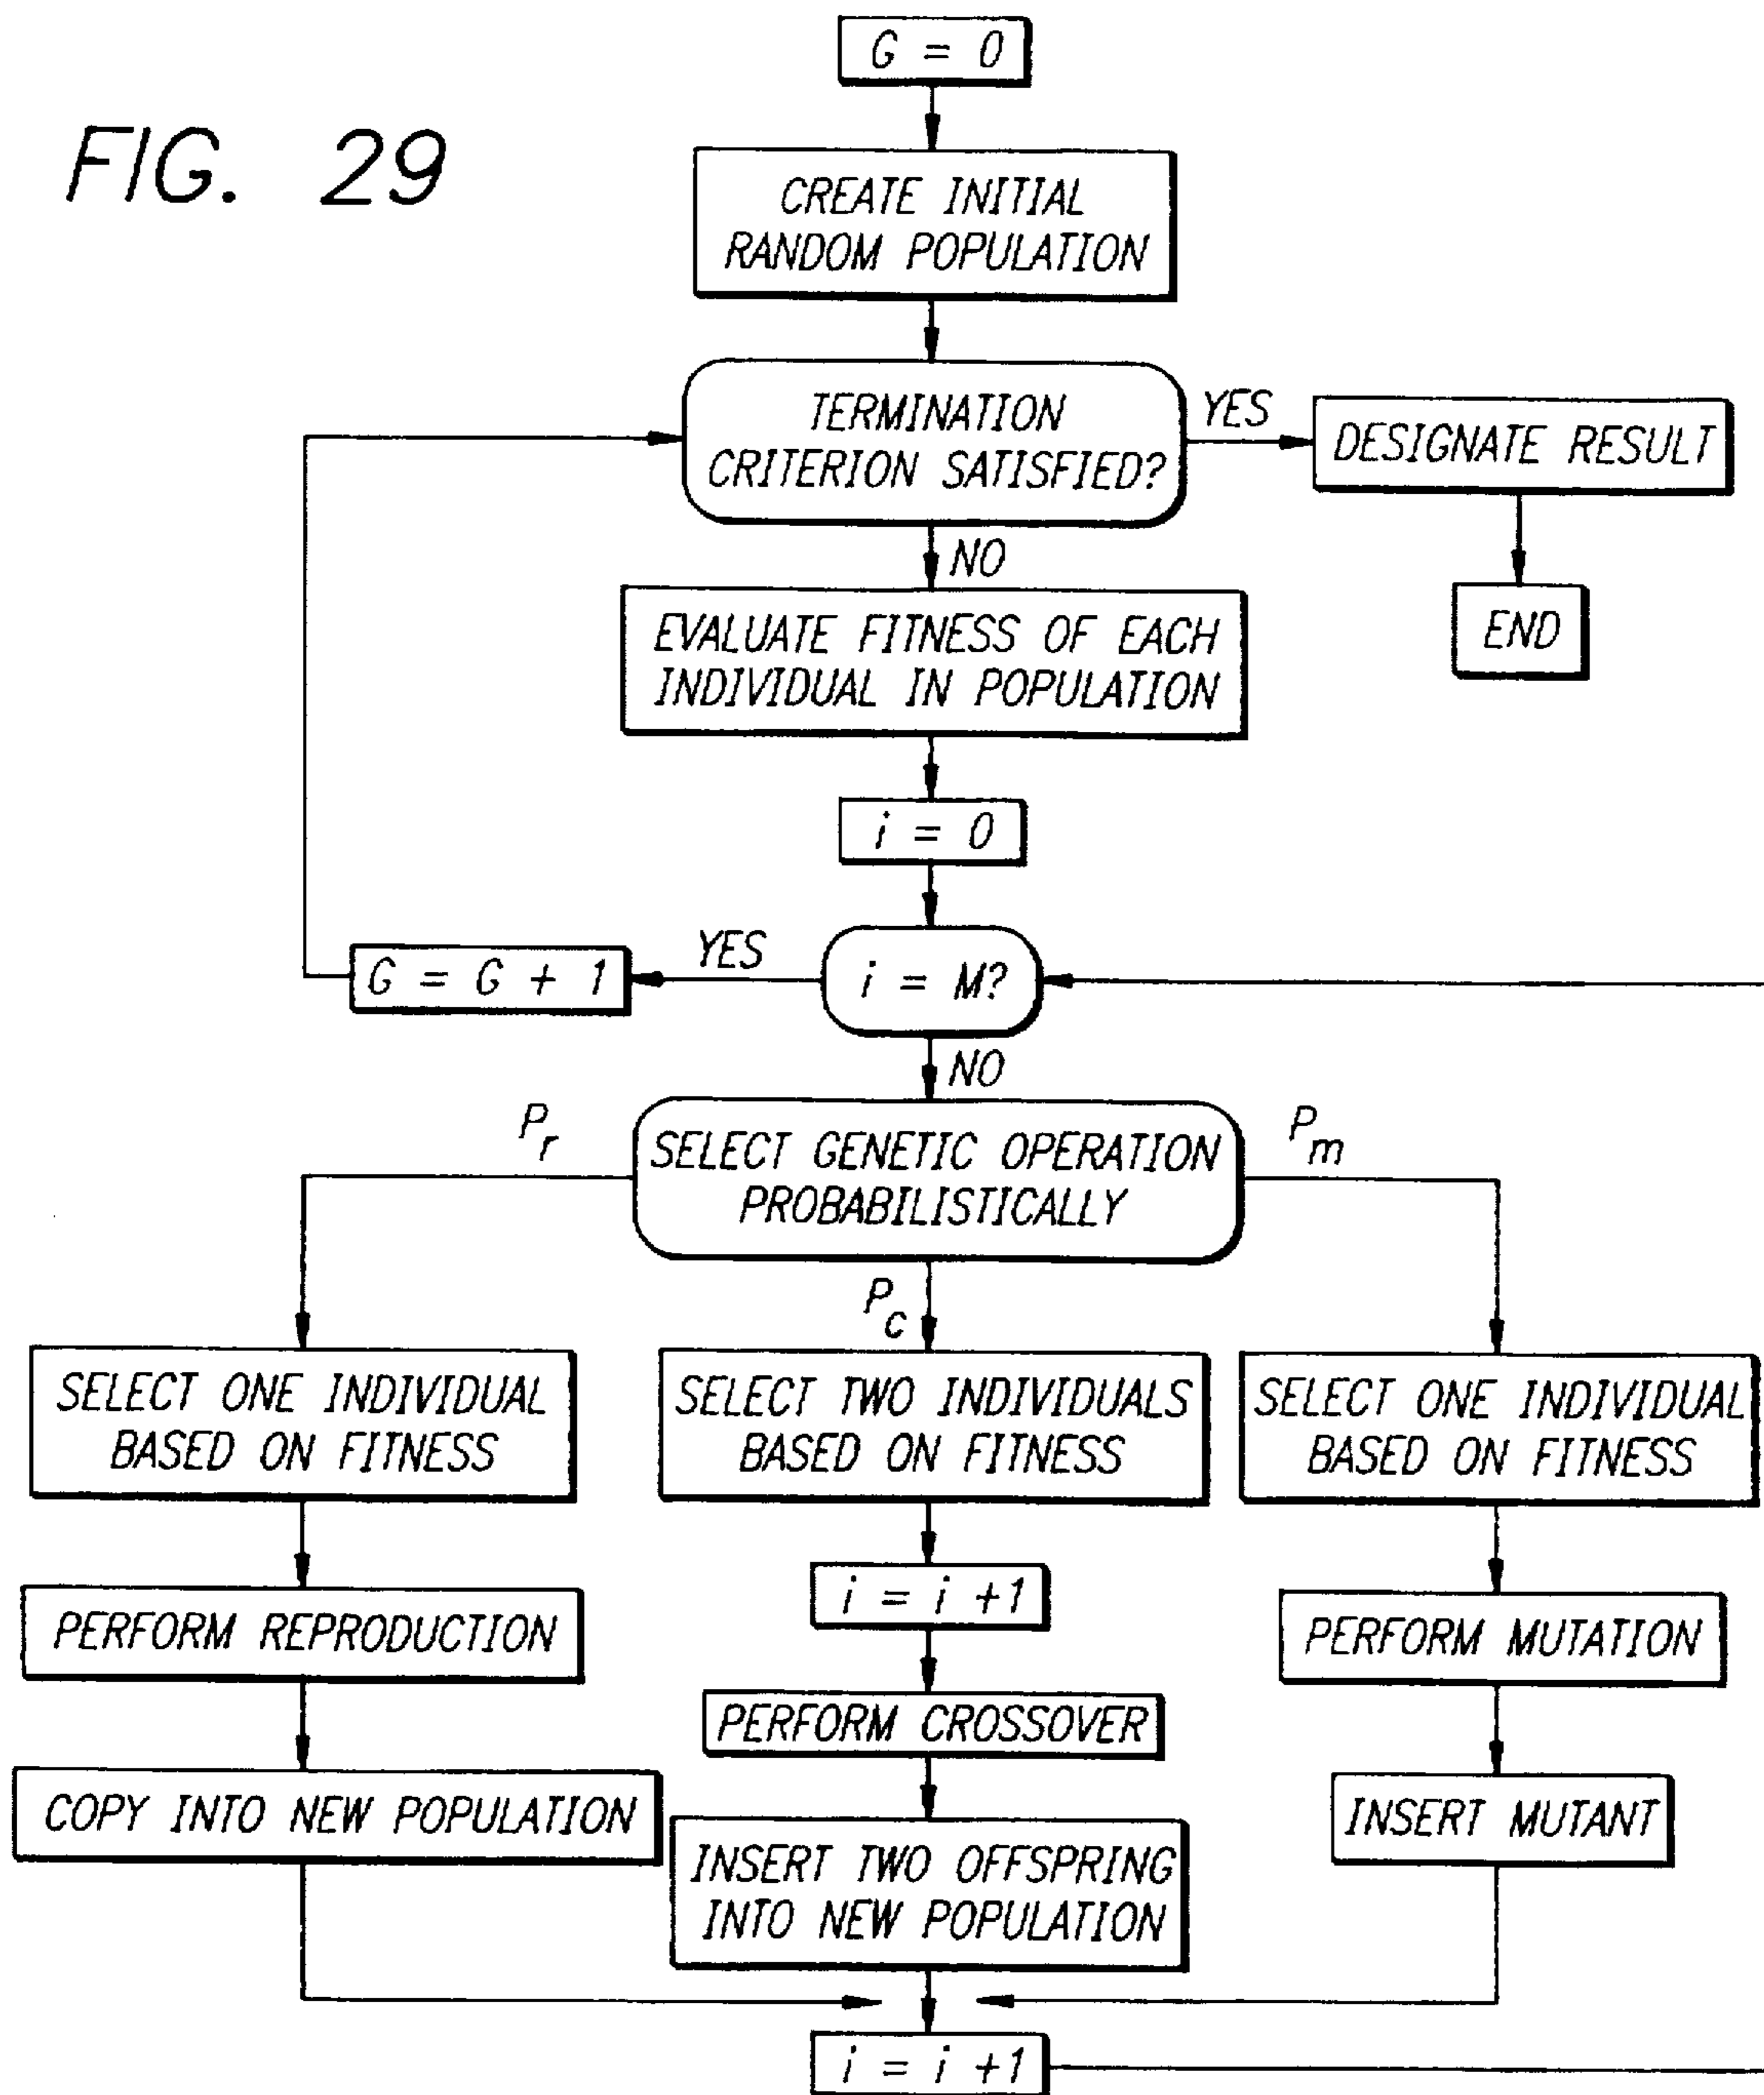 FIG. 29
G = 0
CREATE INITIAL
RANDOM POPULATION
TERMINATION
CRITERION SATISFIED?
YES
DESIGNATE RESULT
END
NO
EVALUATE FITNESS OF EACH
INDIVIDUAL IN POPULATION
i = 0
i = M?
YES
G = G + 1
NO
SELECT GENETIC OPERATION
PROBABILISTICALLY
Pr
Pc
Pm
SELECT ONE INDIVIDUAL
BASED ON FITNESS
PERFORM REPRODUCTION
COPY INTO NEW POPULATION
SELECT TWO INDIVIDUALS
BASED ON FITNESS
i = i +1
PERFORM CROSSOVER
INSERT TWO OFFSPRING
INTO NEW POPULATION
SELECT ONE INDIVIDUAL
BASED ON FITNESS
PERFORM MUTATION
INSERT MUTANT
i = i +1